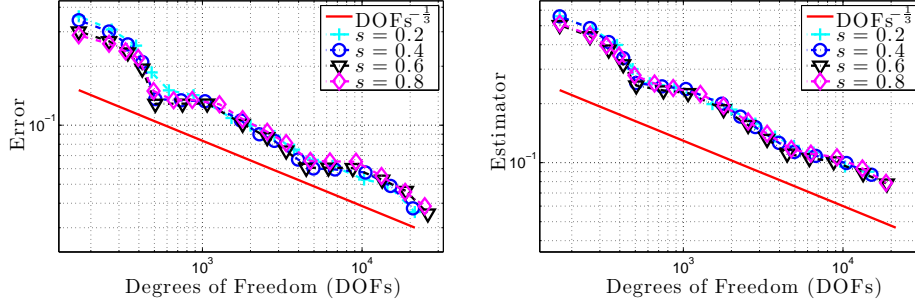 DOFs^{-\frac{1}{3}}
s = 0.2
s = 0.4
s = 0.6
s = 0.8
Error
10^{-1}
10^3
10^4
Degrees of Freedom (DOFs)
DOFs^{-\frac{1}{3}}
s = 0.2
s = 0.4
s = 0.6
s = 0.8
Estimator
10^{-1}
10^3
10^4
Degrees of Freedom (DOFs)